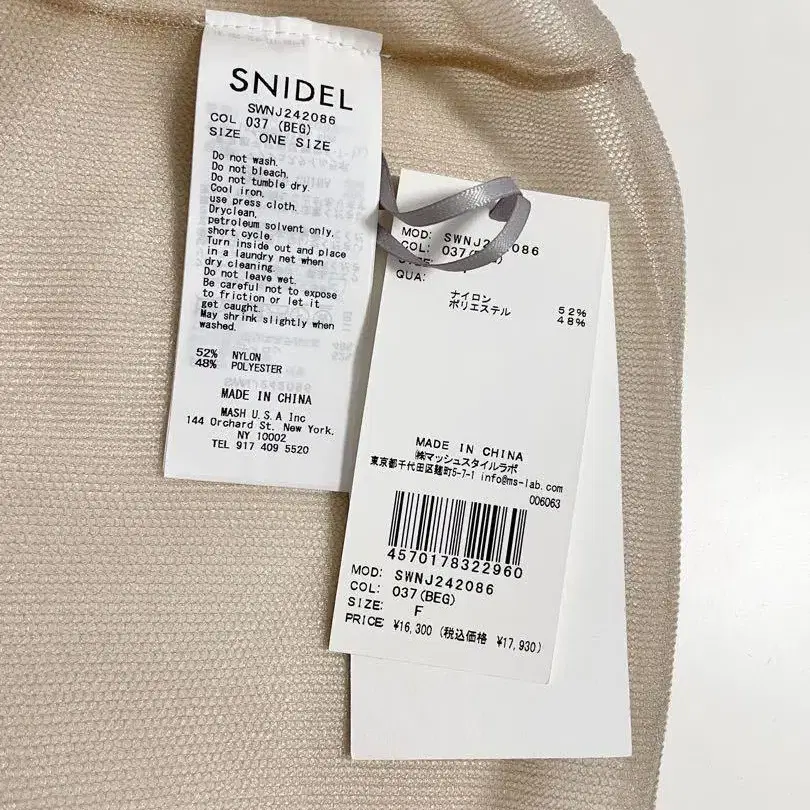 SNIDEL
SWNJ242086
COL 037 (BEG)
SIZE ONE SIZE
Do not wash.
Do not bleach.
Do not tumble dry.
Cool iron.
use press cloth.
Dryclean,
petroleum solvent only.
short cycle.
Turn inside out and place
in a laundry net when
dry cleaning.
Do not leave wet.
Be careful not to expose
to friction or let it
get caught.
May shrink slightly when
washed.
52% NYLON
48% POLYESTER
MADE IN CHINA
MASH U.S.A Inc
144 Orchard St. New York.
NY 10002
TEL 917 409 5520
MOD: SWNJ242086
COL: 037
QUA:
ナイロン 52%
ポリエステル 48%
MADE IN CHINA
㈱マッシュスタイルラボ
東京都千代田区麹町5-7-1 info@ms-lab.com
006063
4570178322960
MOD: SWNJ242086
COL: 037(BEG)
SIZE: F
PRICE: ¥16,300 (税込価格 ¥17,930)